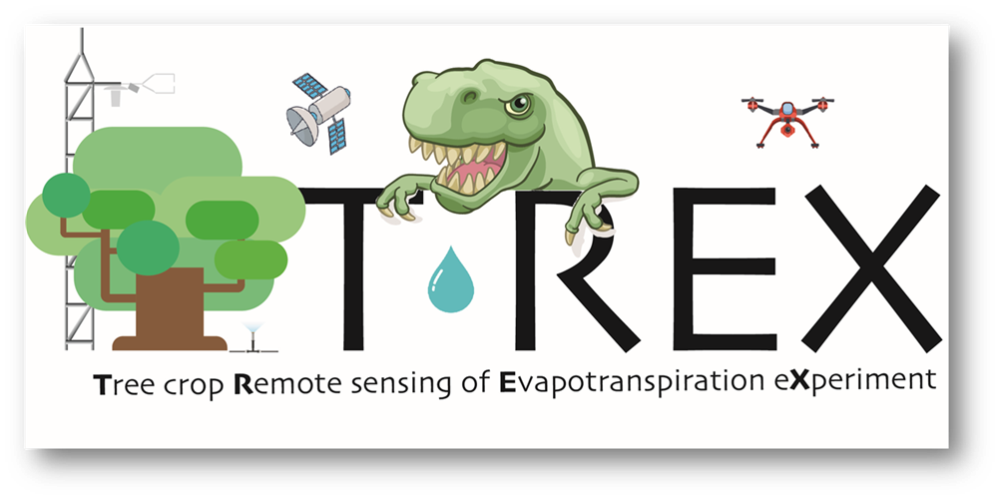 T REX
Tree crop Remote sensing of Evapotranspiration eXperiment